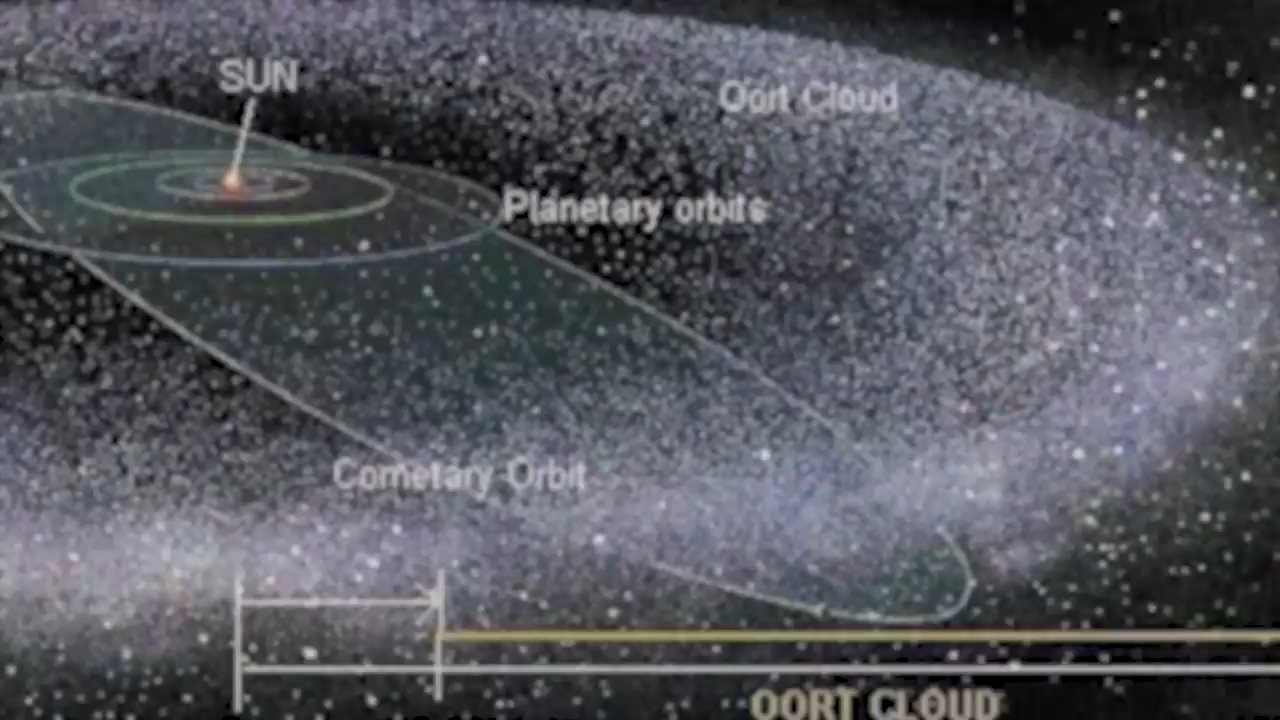 SUN
Oort Cloud
Planetary orbits
Cometary Orbit
OORT CLOUD